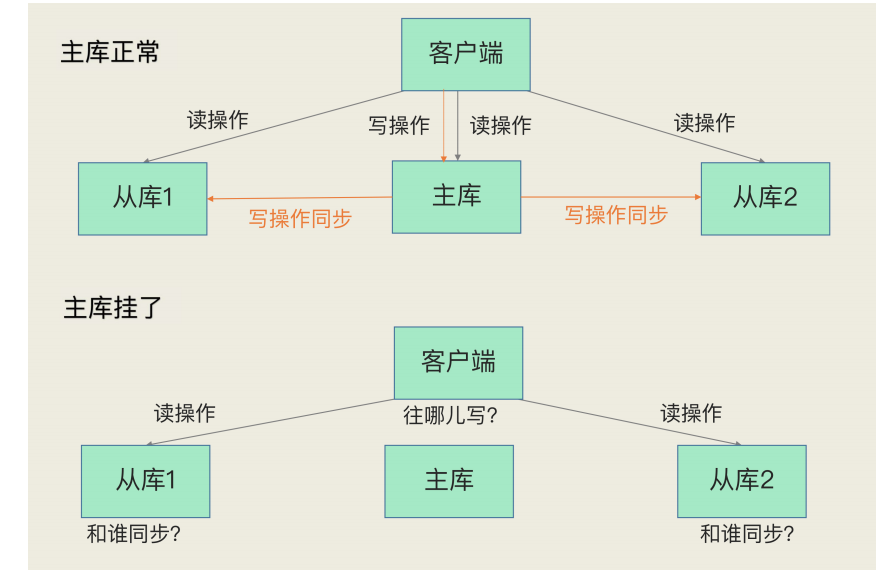 主库正常
客户端
读操作
写操作
读操作
读操作
从库1
主库
从库2
写操作同步
写操作同步
主库挂了
客户端
读操作
往哪儿写?
读操作
从库1
主库
从库2
和谁同步?
和谁同步?